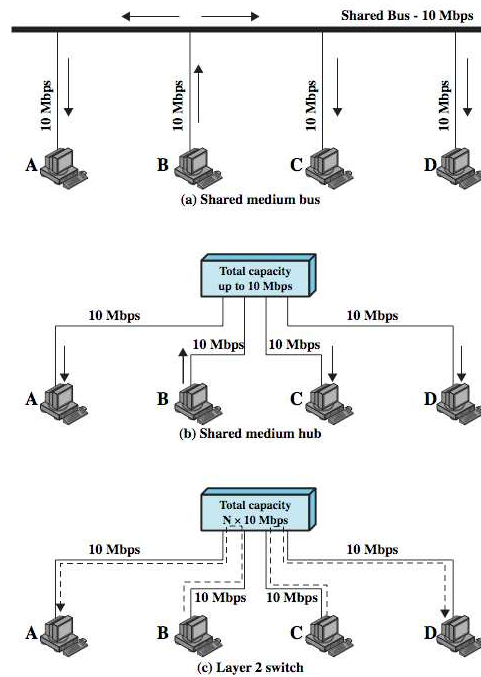 Shared Bus - 10 Mbps
10 Mbps
10 Mbps
10 Mbps
10 Mbps
A
B
C
D
(a) Shared medium bus
Total capacity
up to 10 Mbps
10 Mbps
10 Mbps
10 Mbps
10 Mbps
A
B
C
D
(b) Shared medium hub
Total capacity
N × 10 Mbps
10 Mbps
10 Mbps
10 Mbps
10 Mbps
A
B
C
D
(c) Layer 2 switch